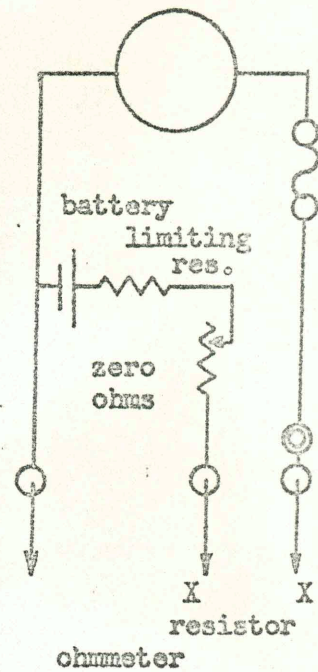 battery
limiting
res.
zero
ohms
X X
resistor
ohmmeter